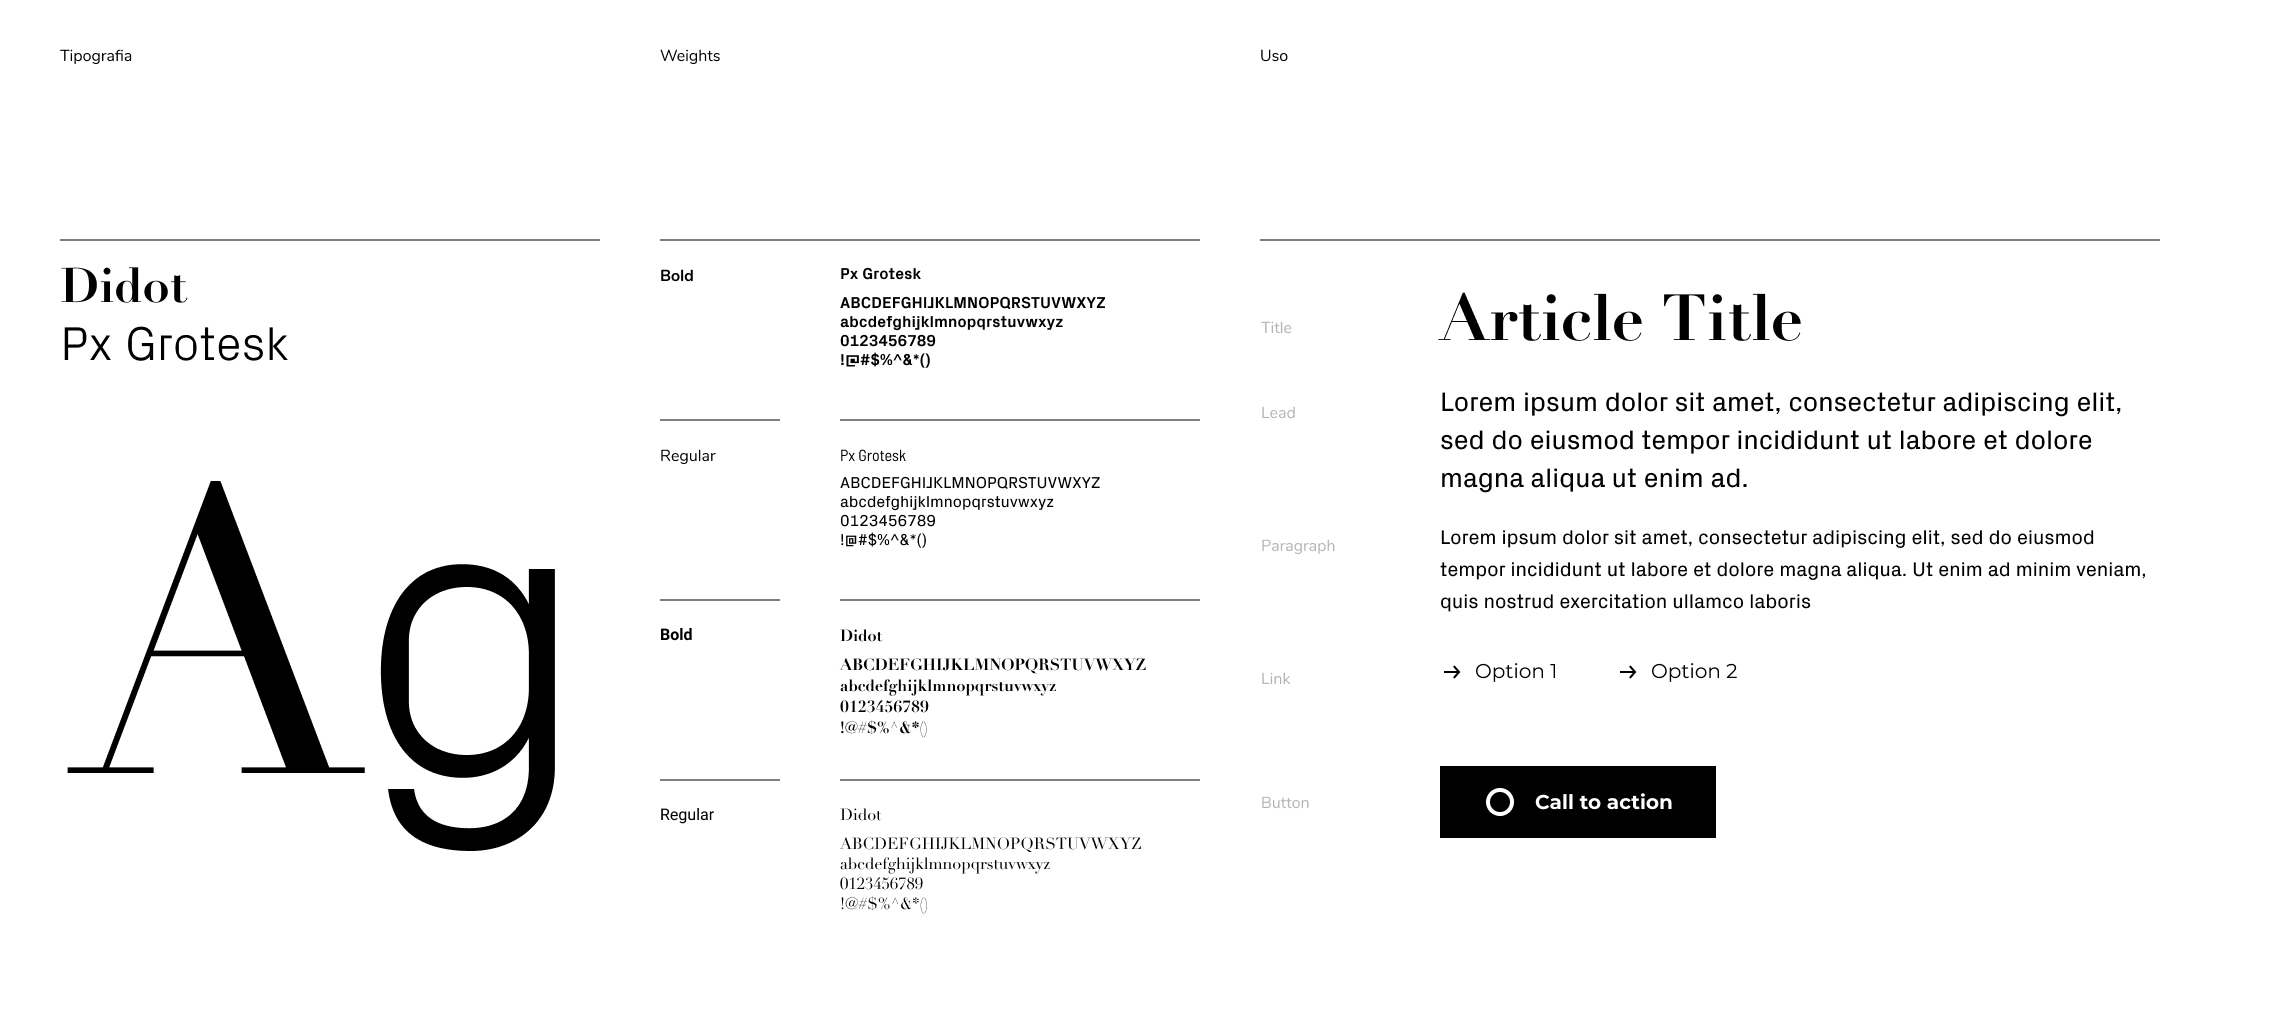 Tipografia
Weights
Uso
Didot
Px Grotesk
Ag
Bold
Px Grotesk
ABCDEFGHIJKLMNOPQRSTUVWXYZ
abcdefghijklmnopqrstuvwxyz
0123456789
!@#$%^&*()
Regular
Px Grotesk
ABCDEFGHIJKLMNOPQRSTUVWXYZ
abcdefghijklmnopqrstuvwxyz
0123456789
!@#$%^&*()
Bold
Didot
ABCDEFGHIJKLMNOPQRSTUVWXYZ
abcdefghijklmnopqrstuvwxyz
0123456789
!@#$%^&*()
Regular
Didot
ABCDEFGHIJKLMNOPQRSTUVWXYZ
abcdefghijklmnopqrstuvwxyz
0123456789
!@#$%^&*()
Title
Article Title
Lead
Lorem ipsum dolor sit amet, consectetur adipiscing elit,
sed do eiusmod tempor incididunt ut labore et dolore
magna aliqua ut enim ad.
Paragraph
Lorem ipsum dolor sit amet, consectetur adipiscing elit, sed do eiusmod
tempor incididunt ut labore et dolore magna aliqua. Ut enim ad minim veniam,
quis nostrud exercitation ullamco laboris
Link
→ Option 1 → Option 2
Button
Call to action